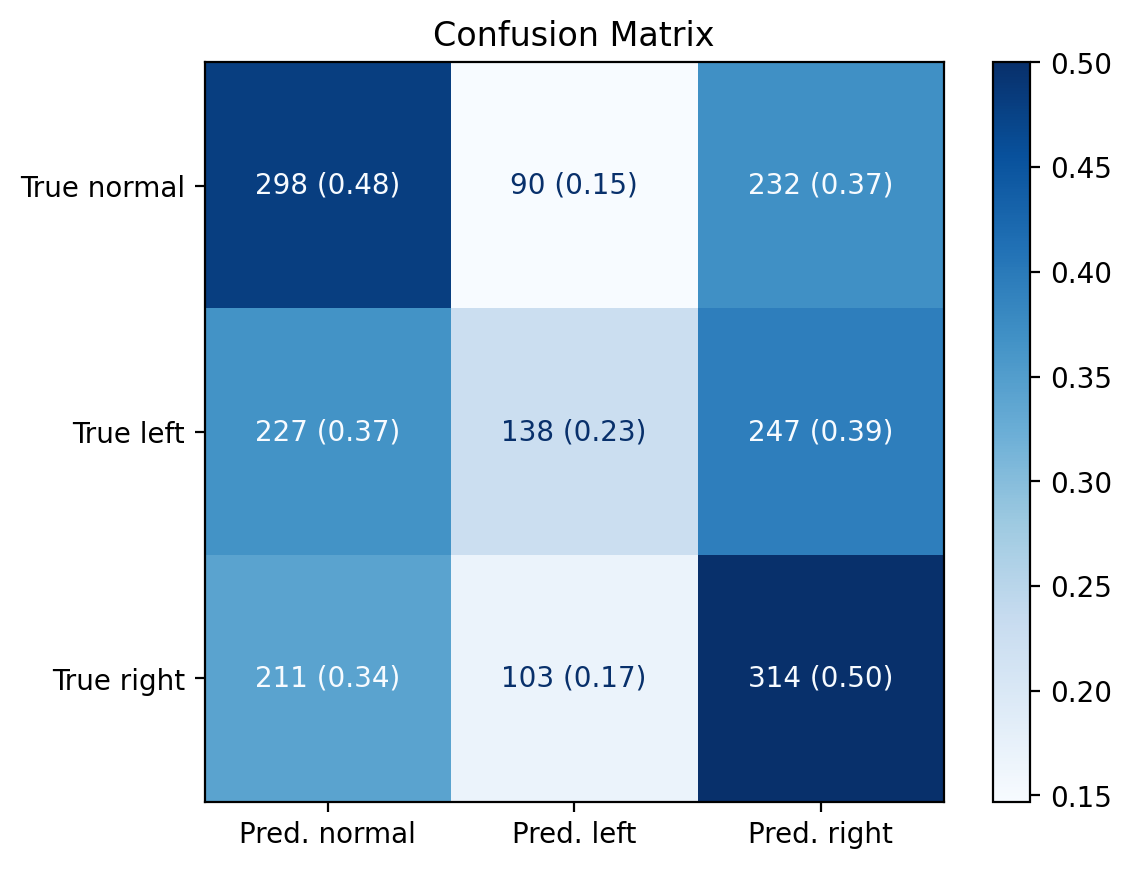 Confusion Matrix
True normal 298 (0.48) 90 (0.15) 232 (0.37)
True left 227 (0.37) 138 (0.23) 247 (0.39)
True right 211 (0.34) 103 (0.17) 314 (0.50)
Pred. normal Pred. left Pred. right
0.50
0.45
0.40
0.35
0.30
0.25
0.20
0.15